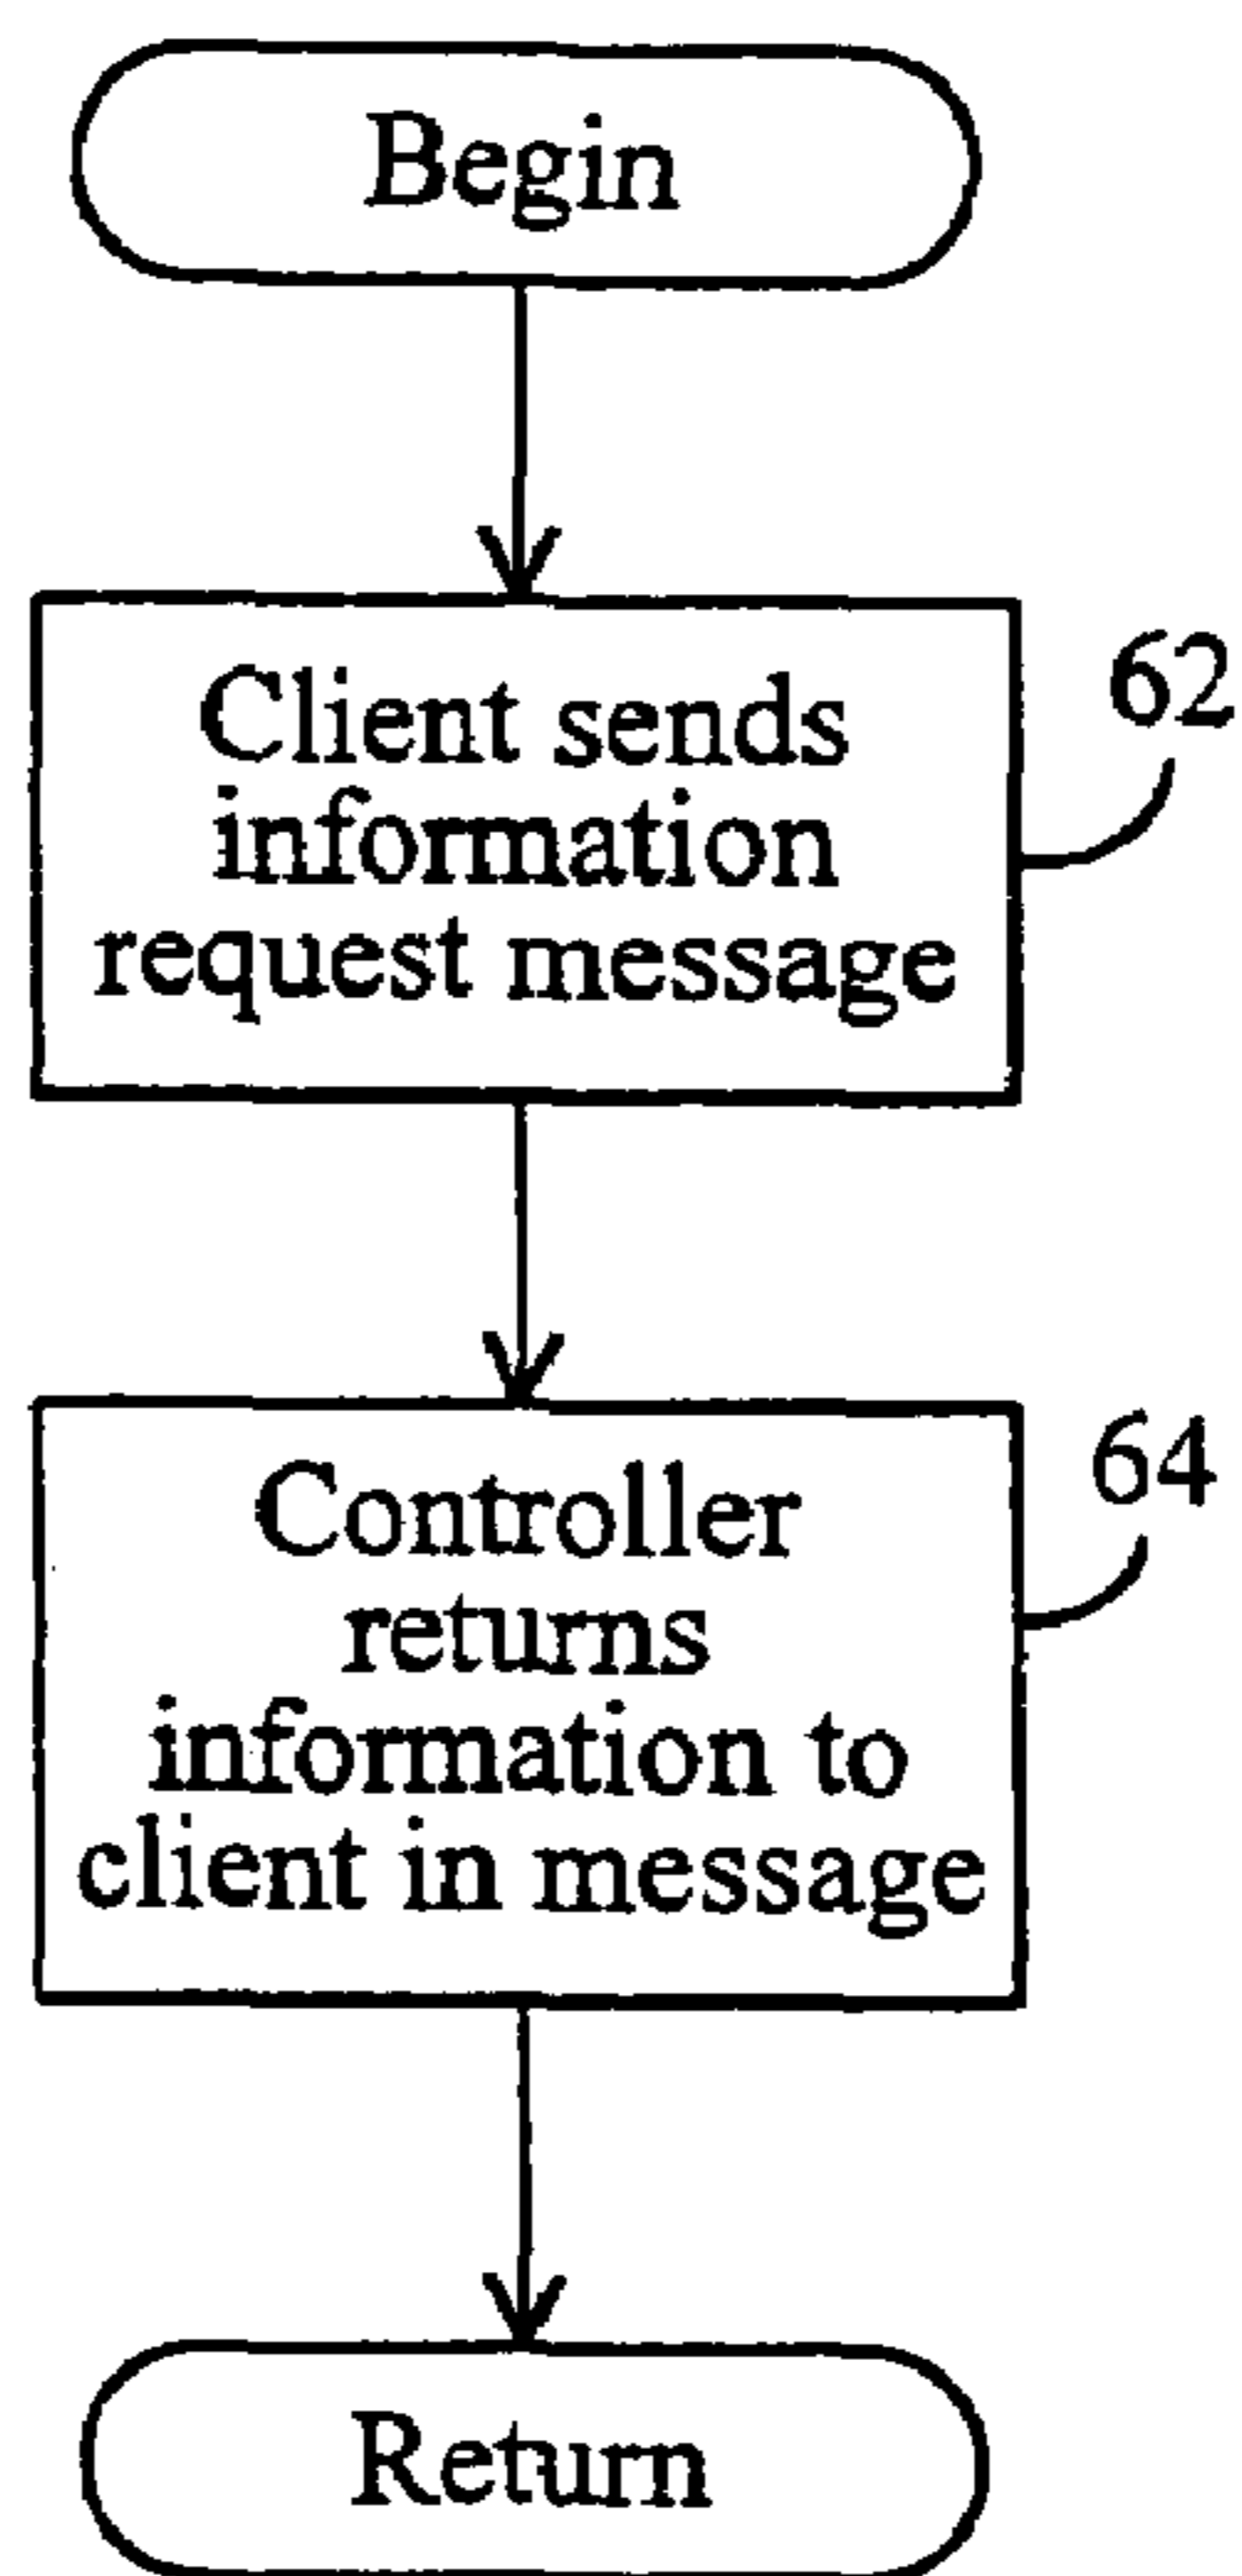 Begin
Client sends
information
request message
62
Controller
returns
information to
client in message
64
Return